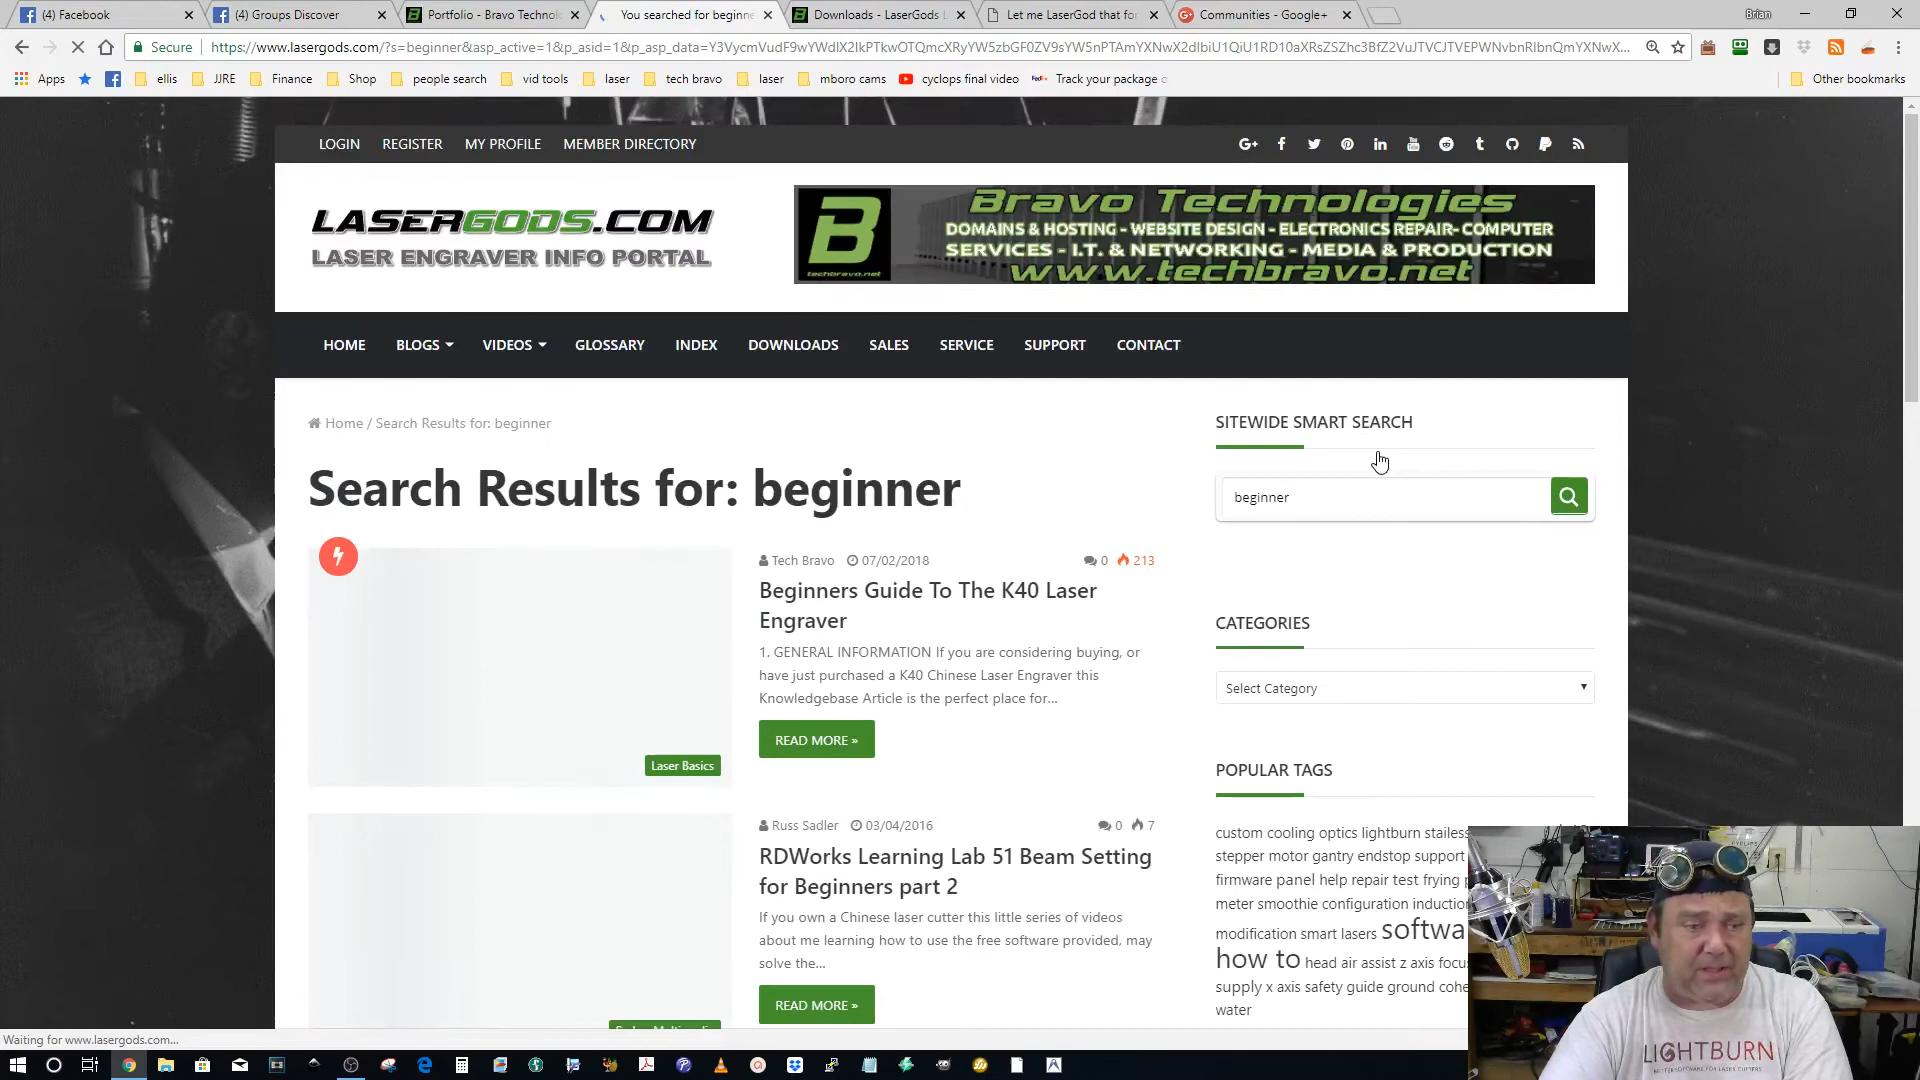 (4) Facebook
(4) Groups Discover
Portfolio - Bravo Technol
You searched for beginne
Downloads - LaserGods L
Let me LaserGod that for
Communities - Google+
Brian
Secure
https://www.lasergods.com/?s=beginner&asp_active=1&p_asid=1&p_asp_data=
Apps
ellis
JJRE
Finance
Shop
people search
vid tools
laser
tech bravo
laser
mboro cams
cyclops final video
Track your package
Other bookmarks
LOGIN REGISTER MY PROFILE MEMBER DIRECTORY
LASERGODS.COM
LASER ENGRAVER INFO PORTAL
B
techbravo.net
Bravo Technologies
DOMAINS & HOSTING - WEBSITE DESIGN - ELECTRONICS REPAIR- COMPUTER
SERVICES - I.T. & NETWORKING - MEDIA & PRODUCTION
www.techbravo.net
HOME BLOGS VIDEOS GLOSSARY INDEX DOWNLOADS SALES SERVICE SUPPORT CONTACT
Home / Search Results for: beginner
Search Results for: beginner
Tech Bravo 07/02/2018 0 213
Beginners Guide To The K40 Laser
Engraver
1. GENERAL INFORMATION If you are considering buying, or
have just purchased a K40 Chinese Laser Engraver this
Knowledgebase Article is the perfect place for...
READ MORE »
Laser Basics
Russ Sadler 03/04/2016 0 7
RDWorks Learning Lab 51 Beam Setting
for Beginners part 2
If you own a Chinese laser cutter this little series of videos
about me learning how to use the free software provided, may
solve the...
READ MORE »
SITEWIDE SMART SEARCH
beginner
CATEGORIES
Select Category
POPULAR TAGS
custom cooling optics lightburn stailess
stepper motor gantry endstop support
firmware panel help repair test frying
meter smoothie configuration induction
modification smart lasers softwa
how to head air assist z axis focu
supply x axis safety guide ground cohe
water
Waiting for www.lasergods.com...
LIGHTBURN